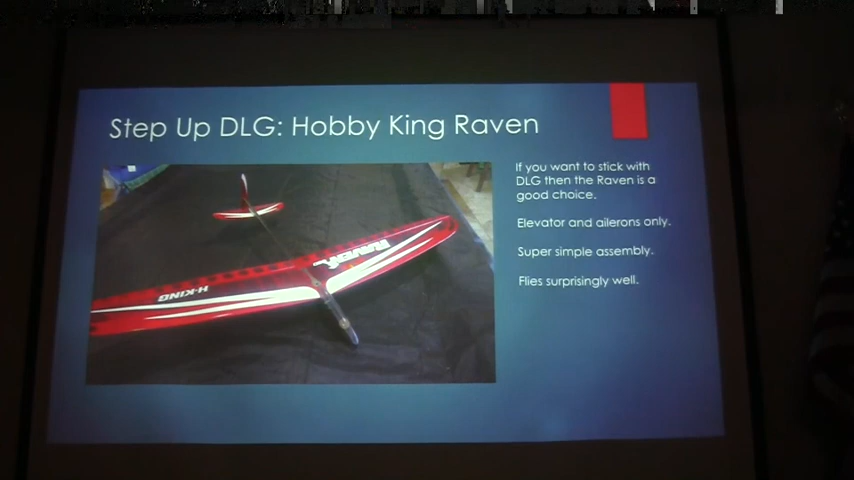 Step Up DLG: Hobby King Raven
If you want to stick with
DLG then the Raven is a
good choice.
Elevator and ailerons only.
Super simple assembly.
Flies surprisingly well.
RAVEN
H-KING